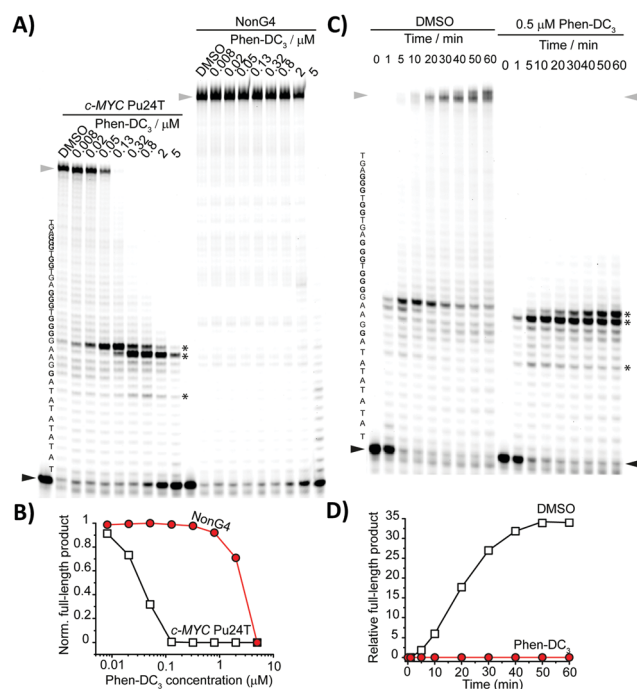 A)
NonG4
Phen-DC₃ / μM
DMSO 0.008 0.02 0.05 0.13 0.32 0.8 2 5
c-MYC Pu24T
Phen-DC₃ / μM
DMSO 0.008 0.02 0.05 0.13 0.32 0.8 2 5
TGAGGGTGGTGAGGGTGGGGAAGGATATATATAT
*
*
*
C)
DMSO
Time / min
0 1 5 10 20 30 40 50 60
0.5 μM Phen-DC₃
Time / min
0 1 5 10 20 30 40 50 60
TGAGGGTGGTGAGGGTGGGGAAGGATATATATAT
*
*
*
B)
Norm. full-length product
1
0.8
0.6
0.4
0.2
0
NonG4
c-MYC Pu24T
0.01 0.1 1 10
Phen-DC₃ concentration (μM)
D)
Relative full-length product
35
30
25
20
15
10
5
0
DMSO
Phen-DC₃
0 10 20 30 40 50 60
Time (min)